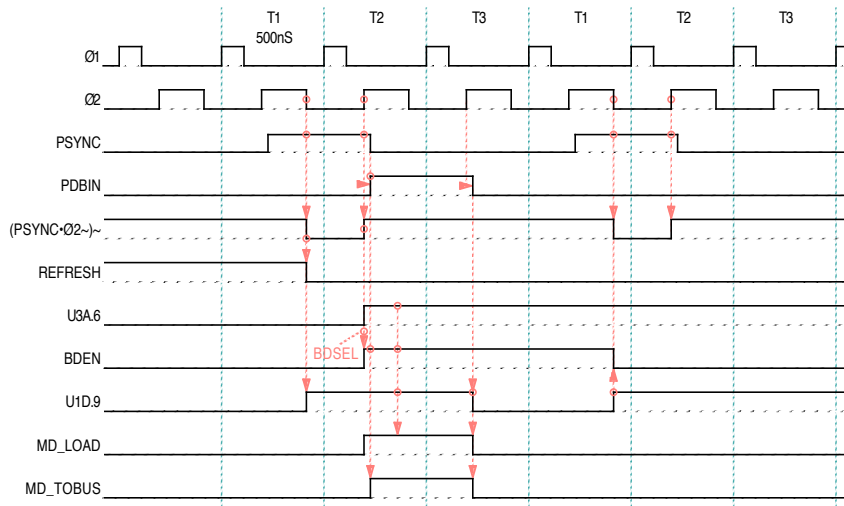 T1 T2 T3 T1 T2 T3
500nS
Ø1
Ø2
PSYNC
PDBIN
(PSYNC•Ø2~)~
REFRESH
U3A.6
BDSEL
BDEN
U1D.9
MD_LOAD
MD_TOBUS